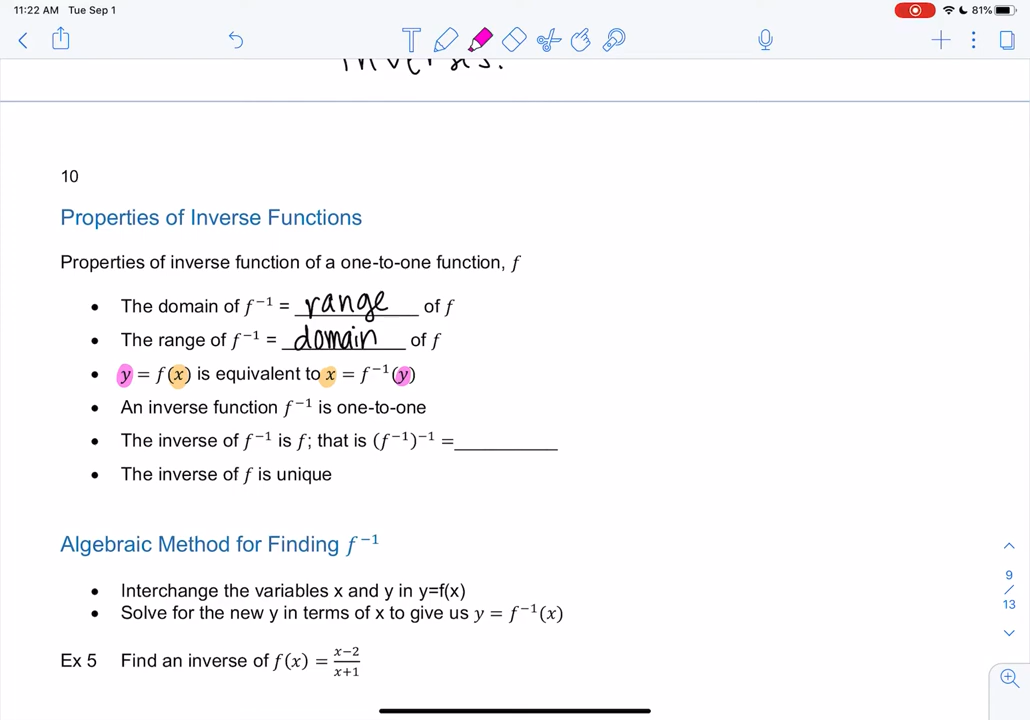 11:22 AM Tue Sep 1 81%
inverses.
10
Properties of Inverse Functions
Properties of inverse function of a one-to-one function, f
• The domain of f⁻¹ = range of f
• The range of f⁻¹ = domain of f
• y = f(x) is equivalent to x = f⁻¹(y)
• An inverse function f⁻¹ is one-to-one
• The inverse of f⁻¹ is f; that is (f⁻¹)⁻¹ =__________
• The inverse of f is unique
Algebraic Method for Finding f⁻¹
• Interchange the variables x and y in y=f(x)
• Solve for the new y in terms of x to give us y = f⁻¹(x)
9
/
13
Ex 5 Find an inverse of f(x) = x−2/x+1